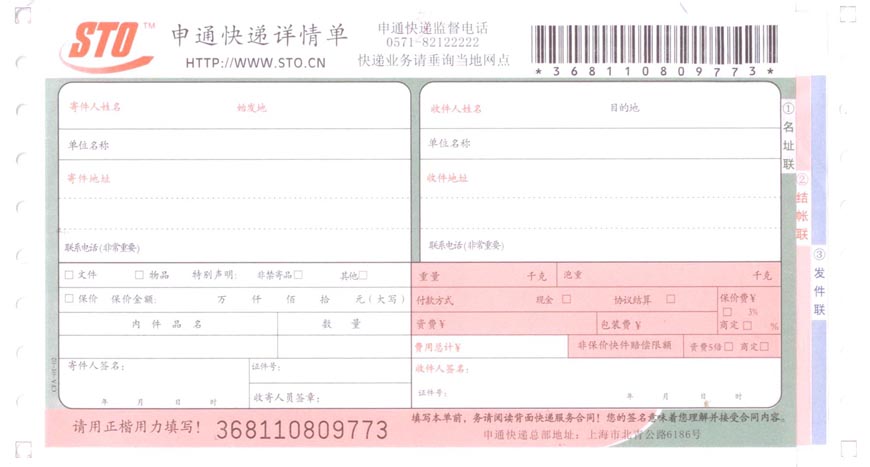 STO™
申通快递详情单
HTTP://WWW.STO.CN
申通快递监督电话
0571-82122222
快递业务请垂询当地网点
*368110809773*
寄件人姓名 始发地
单位名称
寄件地址
联系电话(非常重要)
收件人姓名 目的地
单位名称
收件地址
联系电话(非常重要)
①名址联
②结帐联
③发件联
□文件 □物品 特别声明: 非禁寄品□ 其他□
□保价 保价金额: 万 仟 佰 拾 元(大写)
内件品名 数量
寄件人签名:
年 月 日 时
证件号:
收寄人员签章:
重量 千克 泡重 千克
付款方式 现金 □ 协议结算 □
保价费¥
□ 3%
商定□ %
资费¥ 包装费¥
费用总计¥ 非保价快件赔偿限额 资费5倍□ 商定□
收件人签名:
证件号:
年 月 日 时
CFA-01-02
请用正楷用力填写! 368110809773
填写本单前,务请阅读背面快递服务合同!您的签名意味着您理解并接受合同内容。
申通快递总部地址:上海市北青公路6186号